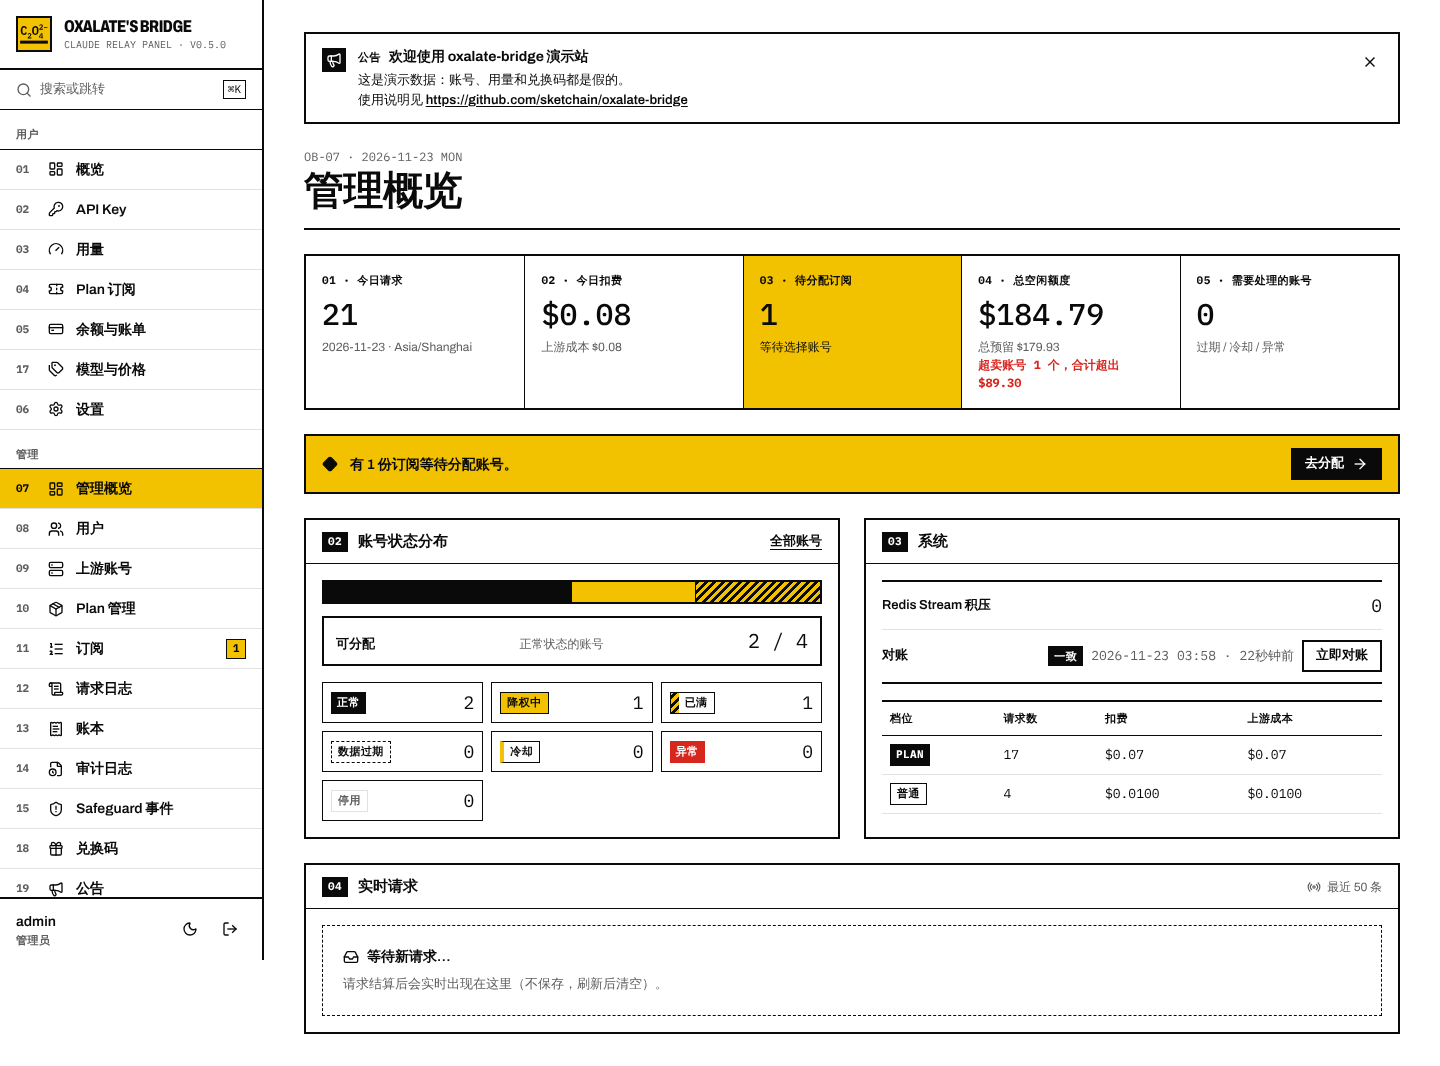 C₂O₄²⁻
OXALATE'S BRIDGE
CLAUDE RELAY PANEL · V0.5.0
搜索或跳转 ⌘K
用户
01 概览
02 API Key
03 用量
04 Plan 订阅
05 余额与账单
17 模型与价格
06 设置
管理
07 管理概览
08 用户
09 上游账号
10 Plan 管理
11 订阅 1
12 请求日志
13 账本
14 审计日志
15 Safeguard 事件
18 兑换码
19 公告
admin
管理员
公告 欢迎使用 oxalate-bridge 演示站
这是演示数据：账号、用量和兑换码都是假的。
使用说明见 https://github.com/sketchain/oxalate-bridge
OB-07 · 2026-11-23 MON
管理概览
01 · 今日请求
21
2026-11-23 · Asia/Shanghai
02 · 今日扣费
$0.08
上游成本 $0.08
03 · 待分配订阅
1
等待选择账号
04 · 总空闲额度
$184.79
总预留 $179.93
超卖账号 1 个，合计超出
$89.30
05 · 需要处理的账号
0
过期 / 冷却 / 异常
有 1 份订阅等待分配账号。 去分配
02 账号状态分布 全部账号
可分配 正常状态的账号 2 / 4
正常 2
降权中 1
已满 1
数据过期 0
冷却 0
异常 0
停用 0
03 系统
Redis Stream 积压 0
对账 一致 2026-11-23 03:58 · 22秒钟前 立即对账
档位 请求数 扣费 上游成本
PLAN 17 $0.07 $0.07
普通 4 $0.0100 $0.0100
04 实时请求 最近 50 条
等待新请求…
请求结算后会实时出现在这里（不保存，刷新后清空）。